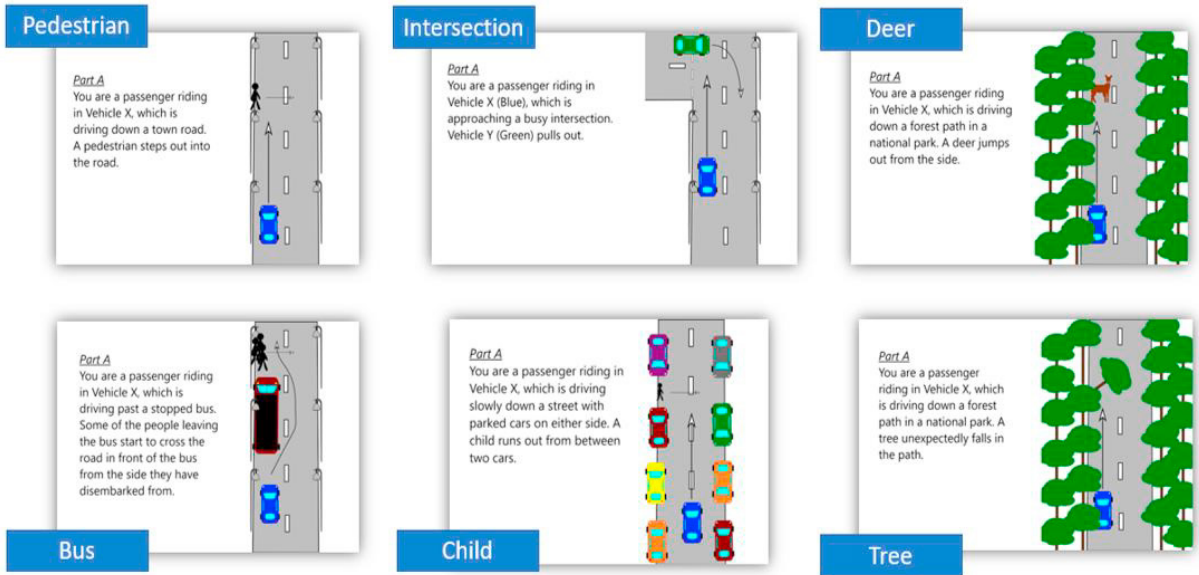 Pedestrian
Part A
You are a passenger riding
in Vehicle X, which is
driving down a town road.
A pedestrian steps out into
the road.
Intersection
Part A
You are a passenger riding in
Vehicle X (Blue), which is
approaching a busy intersection.
Vehicle Y (Green) pulls out.
Deer
Part A
You are a passenger riding
in Vehicle X, which is driving
down a forest path in a
national park. A deer jumps
out from the side.
Part A
You are a passenger riding
in Vehicle X, which is
driving past a stopped bus.
Some of the people leaving
the bus start to cross the
road in front of the bus
from the side they have
disembarked from.
Bus
Part A
You are a passenger riding in
Vehicle X, which is driving
slowly down a street with
parked cars on either side. A
child runs out from between
two cars.
Child
Part A
You are a passenger
riding in Vehicle X, which
is driving down a forest
path in a national park. A
tree unexpectedly falls in
the path.
Tree